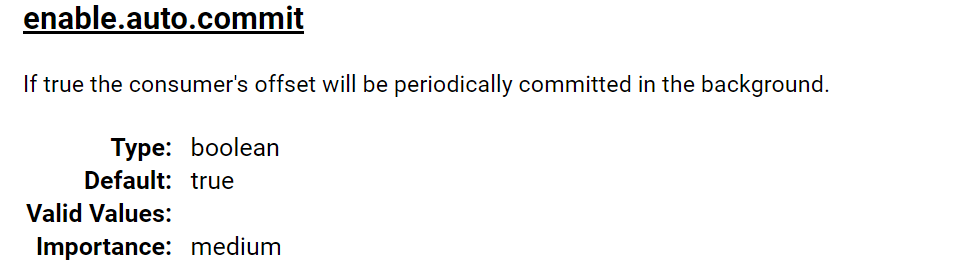 enable.auto.commit
If true the consumer's offset will be periodically committed in the background.
Type: boolean
Default: true
Valid Values:
Importance: medium